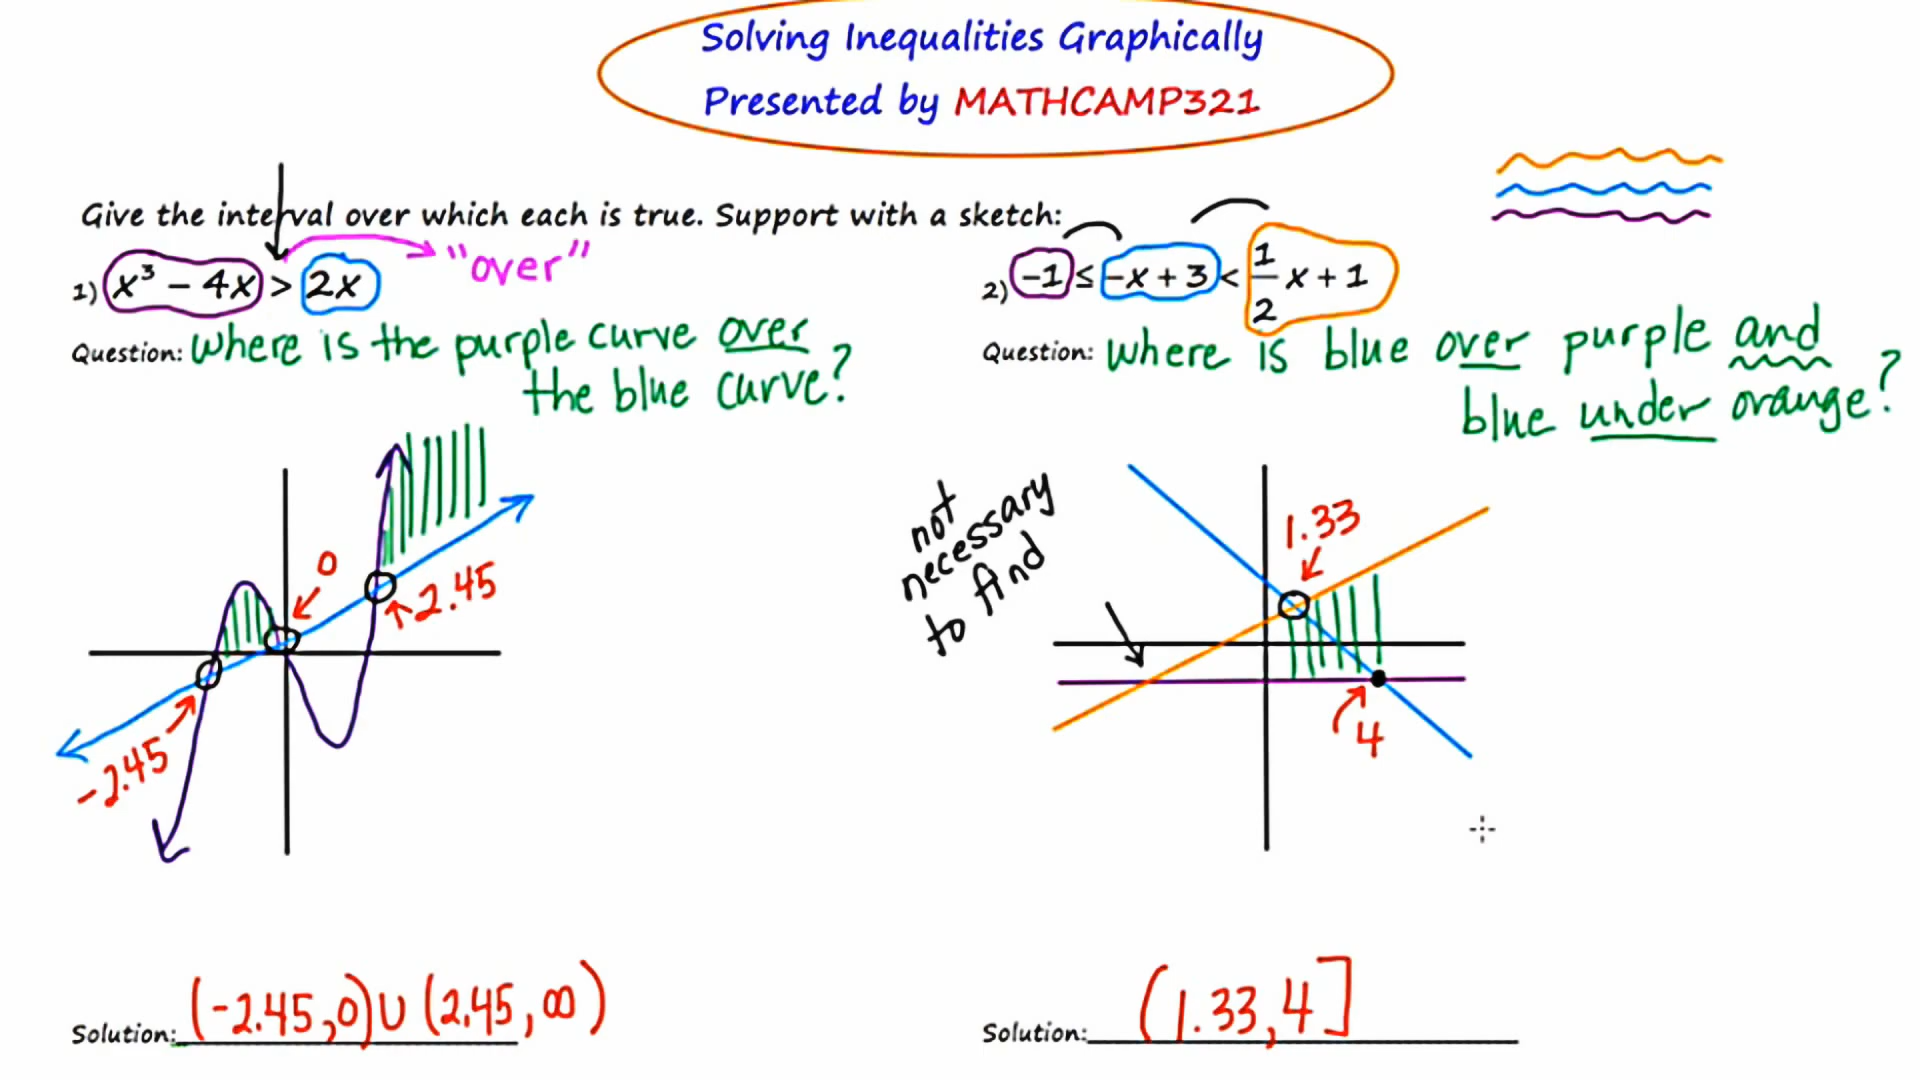 Solving Inequalities Graphically
Presented by MATHCAMP321
Give the interval over which each is true. Support with a sketch:
1) x³ − 4x > 2x
"over"
Question: Where is the purple curve over
the blue curve?
0
2.45
-2.45
Solution: (-2.45,0)∪(2.45,∞)
2) −1 ≤ −x + 3 < 1/2 x + 1
Question: Where is blue over purple and
blue under orange?
not
necessary
to find
1.33
4
Solution: (1.33,4]